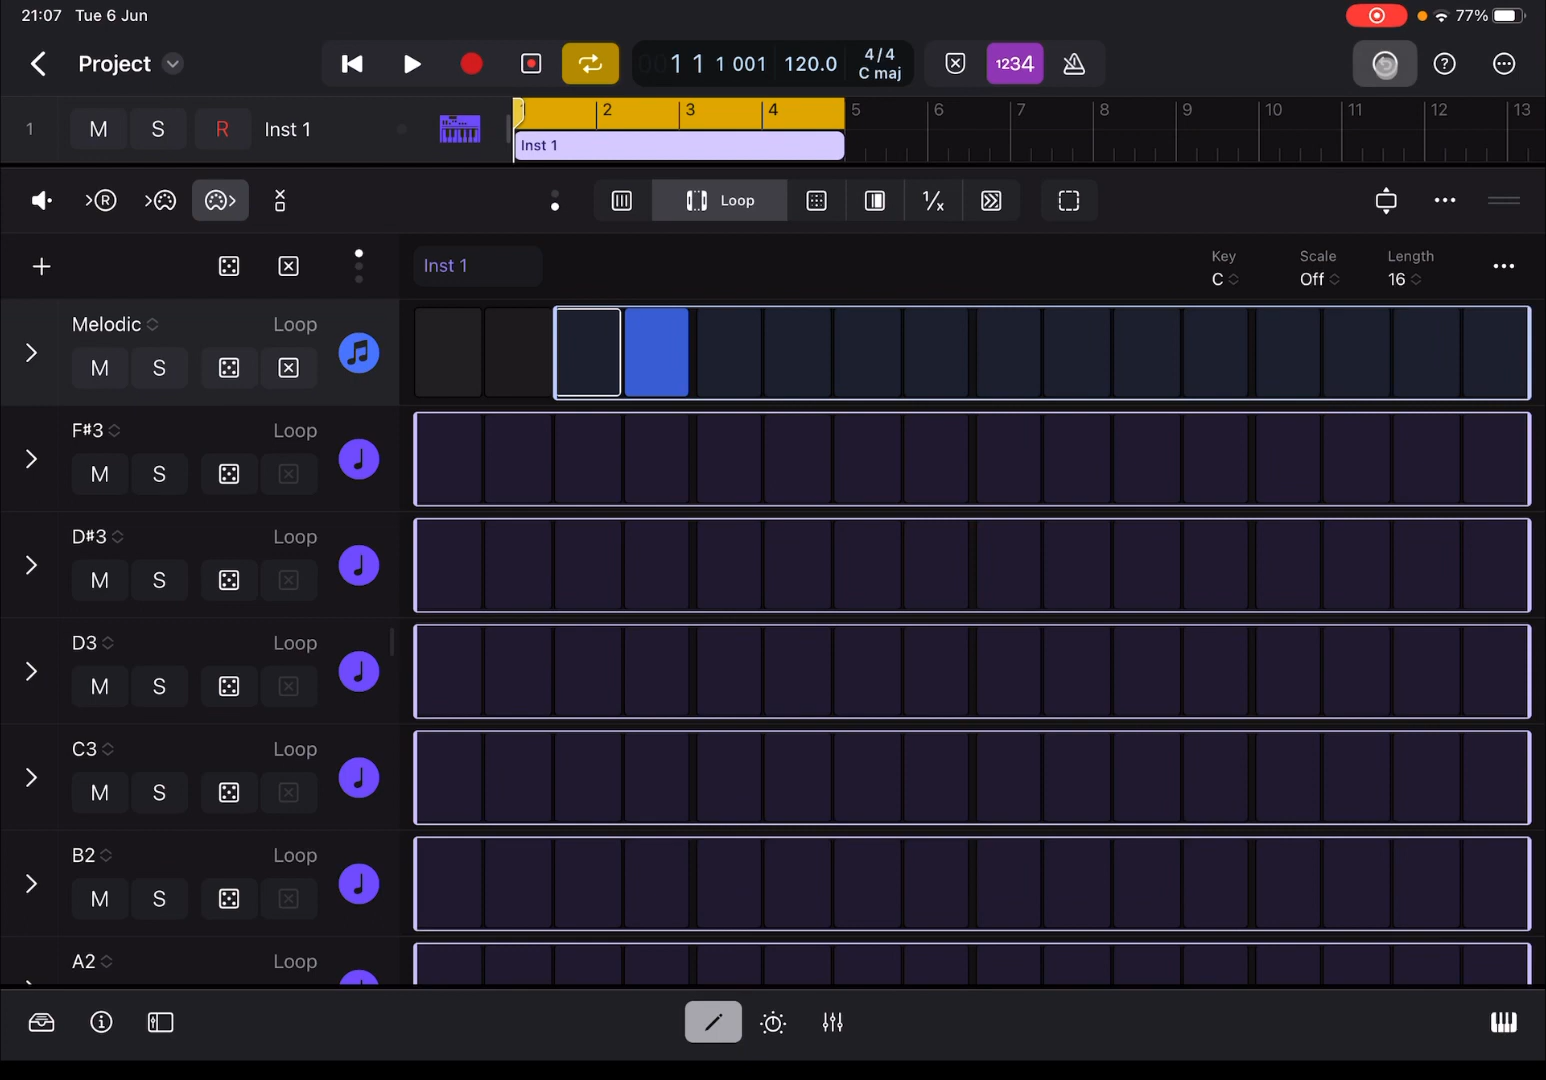 21:07 Tue 6 Jun 77%
Project 001 1 1 001 120.0 4/4 C maj 1234
1 M S R Inst 1 2 3 4 5 6 7 8 9 10 11 12 13
Inst 1
R Loop 1/x
Inst 1 Key C Scale Off Length 16
Melodic Loop
M S
F♯3 Loop
M S
D♯3 Loop
M S
D3 Loop
M S
C3 Loop
M S
B2 Loop
M S
A2 Loop